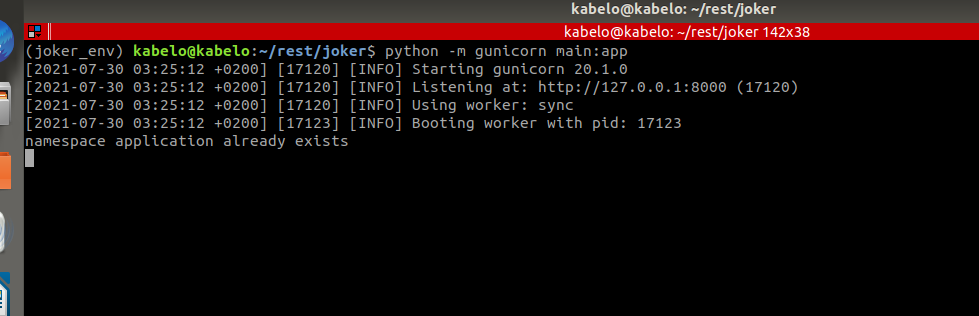 kabelo@kabelo: ~/rest/joker
kabelo@kabelo: ~/rest/joker 142x38
(joker_env) kabelo@kabelo:~/rest/joker$ python -m gunicorn main:app
[2021-07-30 03:25:12 +0200] [17120] [INFO] Starting gunicorn 20.1.0
[2021-07-30 03:25:12 +0200] [17120] [INFO] Listening at: http://127.0.0.1:8000 (17120)
[2021-07-30 03:25:12 +0200] [17120] [INFO] Using worker: sync
[2021-07-30 03:25:12 +0200] [17123] [INFO] Booting worker with pid: 17123
namespace application already exists